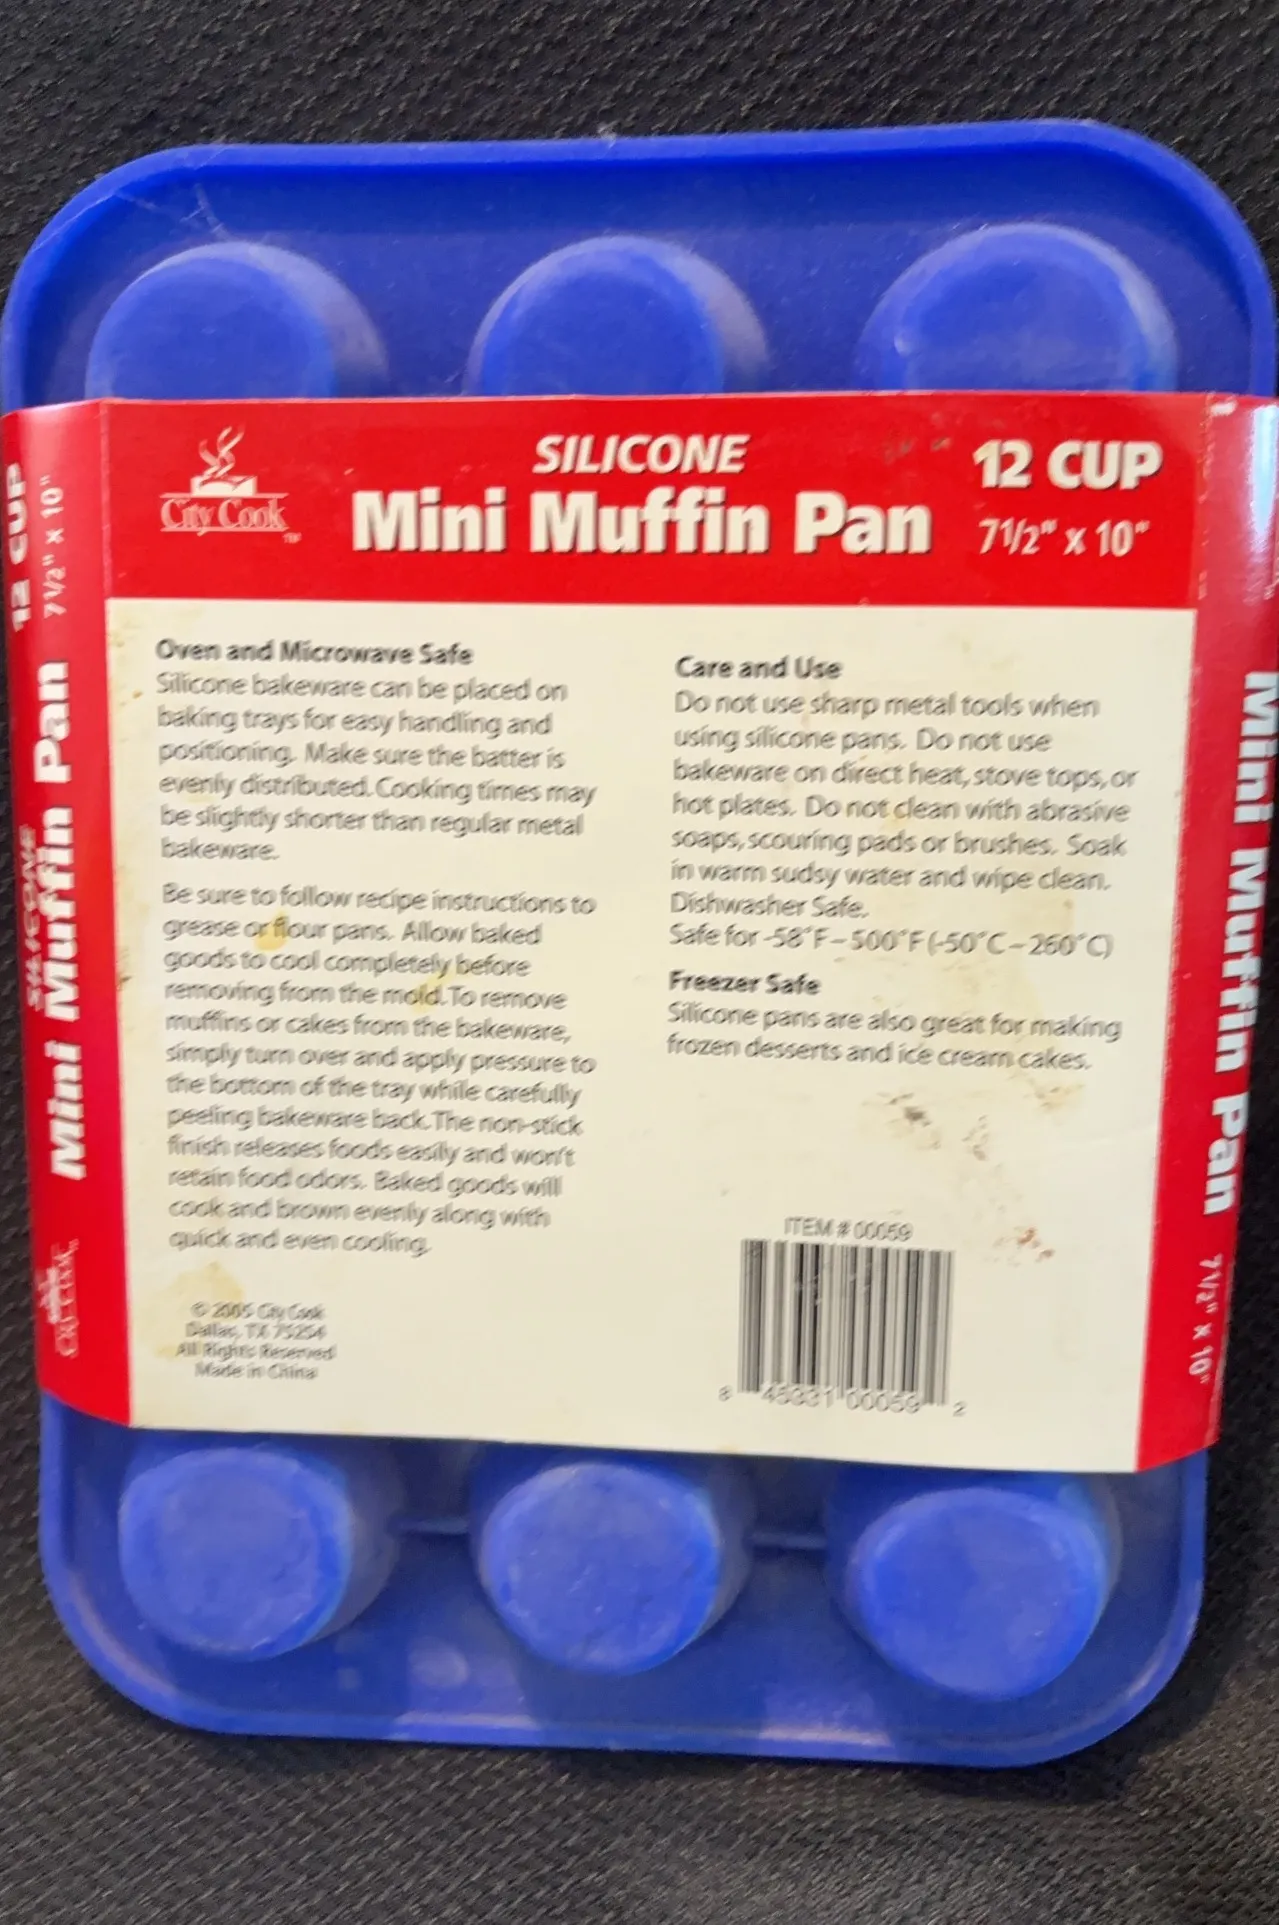 City Cook™
SILICONE
Mini Muffin Pan
12 CUP
7½" x 10"
Oven and Microwave Safe
Silicone bakeware can be placed on
baking trays for easy handling and
positioning. Make sure the batter is
evenly distributed. Cooking times may
be slightly shorter than regular metal
bakeware.
Be sure to follow recipe instructions to
grease or flour pans. Allow baked
goods to cool completely before
removing from the mold. To remove
muffins or cakes from the bakeware,
simply turn over and apply pressure to
the bottom of the tray while carefully
peeling bakeware back. The non-stick
finish releases foods easily and won't
retain food odors. Baked goods will
cook and brown evenly along with
quick and even cooling.
© 2005 City Cook
Dallas, TX 75254
All Rights Reserved
Made in China
Care and Use
Do not use sharp metal tools when
using silicone pans. Do not use
bakeware on direct heat, stove tops, or
hot plates. Do not clean with abrasive
soaps, scouring pads or brushes. Soak
in warm sudsy water and wipe clean.
Dishwasher Safe.
Safe for -58°F – 500°F (-50°C – 260°C)
Freezer Safe
Silicone pans are also great for making
frozen desserts and ice cream cakes.
ITEM # 00059
8 45331 00059 2
City Cook
SILICONE
Mini Muffin Pan
12 CUP
7½" x 10"
Mini Muffin Pan
7½" x 10"